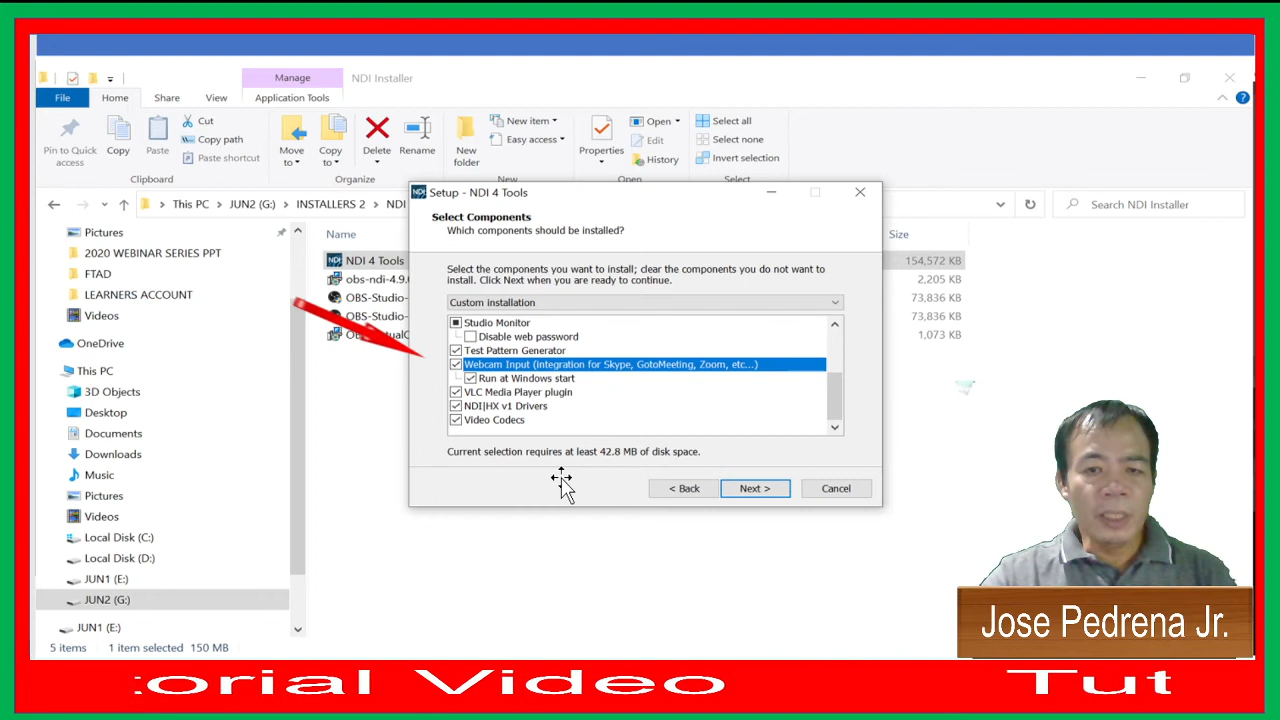 Manage
NDI Installer
File
Home
Share
View
Application Tools
Pin to Quick access
Copy
Paste
Cut
Copy path
Paste shortcut
Clipboard
Move to
Copy to
Delete
Rename
Organize
New folder
New item
Easy access
New
Properties
Open
Edit
History
Open
Select all
Select none
Invert selection
Select
This PC > JUN2 (G:) > INSTALLERS 2 > NDI
Search NDI Installer
Pictures
2020 WEBINAR SERIES PPT
FTAD
LEARNERS ACCOUNT
Videos
OneDrive
This PC
3D Objects
Desktop
Documents
Downloads
Music
Pictures
Videos
Local Disk (C:)
Local Disk (D:)
JUN1 (E:)
JUN2 (G:)
JUN1 (E:)
5 items
1 item selected 150 MB
Name
Size
NDI 4 Tools
154,572 KB
obs-ndi-4.9.
2,205 KB
OBS-Studio-
73,836 KB
OBS-Studio-
73,836 KB
1,073 KB
NDI Setup - NDI 4 Tools
Select Components
Which components should be installed?
Select the components you want to install; clear the components you do not want to
install. Click Next when you are ready to continue.
Custom installation
Studio Monitor
Disable web password
Test Pattern Generator
Webcam Input (integration for Skype, GotoMeeting, Zoom, etc...)
Run at Windows start
VLC Media Player plugin
NDI|HX v1 Drivers
Video Codecs
Current selection requires at least 42.8 MB of disk space.
< Back
Next >
Cancel
Jose Pedrena Jr.
torial Video
Tut